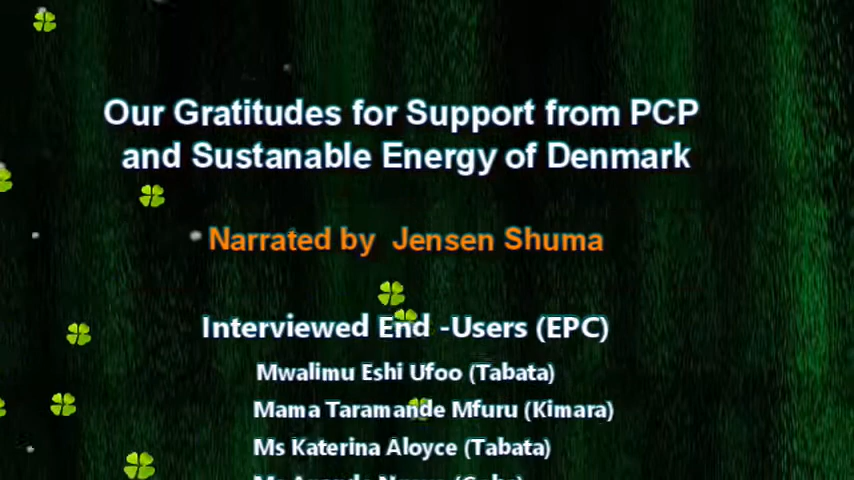 Our Gratitudes for Support from PCP
and Sustanable Energy of Denmark
Narrated by Jensen Shuma
Interviewed End -Users (EPC)
Mwalimu Eshi Ufoo (Tabata)
Mama Taramande Mfuru (Kimara)
Ms Katerina Aloyce (Tabata)